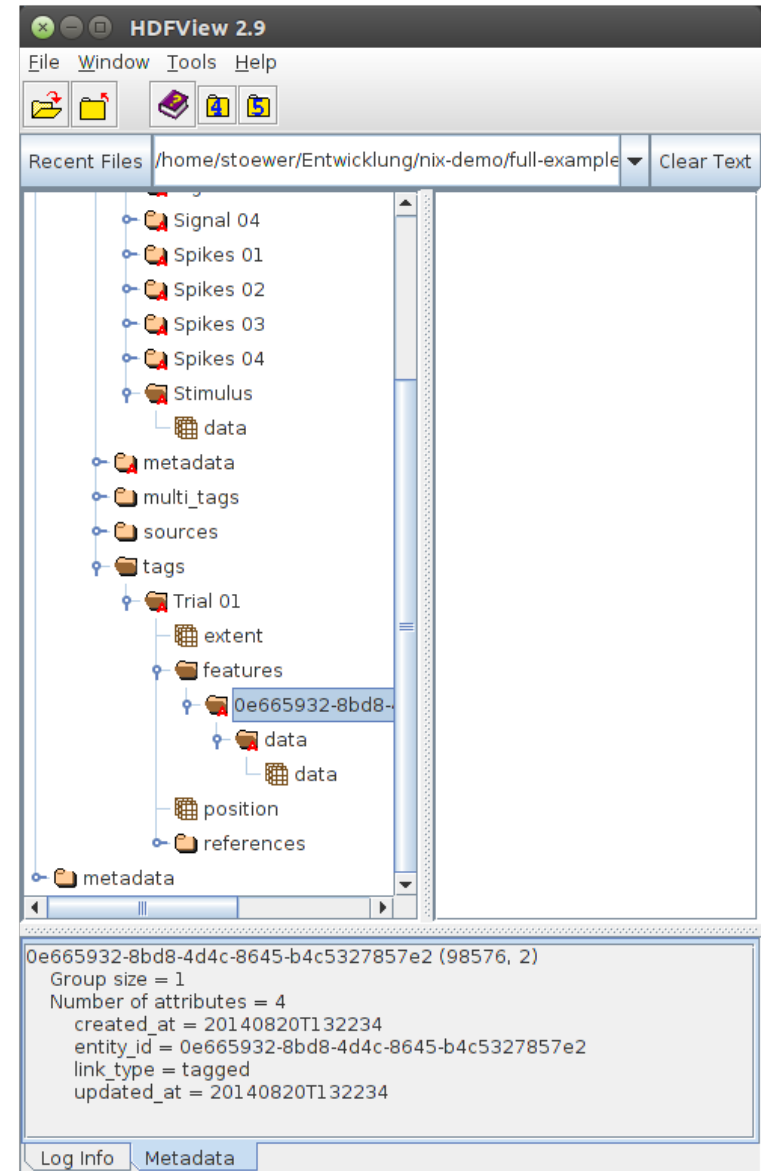 HDFView 2.9
File Window Tools Help
4 5
Recent Files /home/stoewer/Entwicklung/nix-demo/full-example Clear Text
Signal 04
Spikes 01
Spikes 02
Spikes 03
Spikes 04
Stimulus
data
metadata
multi_tags
sources
tags
Trial 01
extent
features
0e665932-8bd8-
data
data
position
references
metadata
0e665932-8bd8-4d4c-8645-b4c5327857e2 (98576, 2)
Group size = 1
Number of attributes = 4
created_at = 20140820T132234
entity_id = 0e665932-8bd8-4d4c-8645-b4c5327857e2
link_type = tagged
updated_at = 20140820T132234
Log Info Metadata